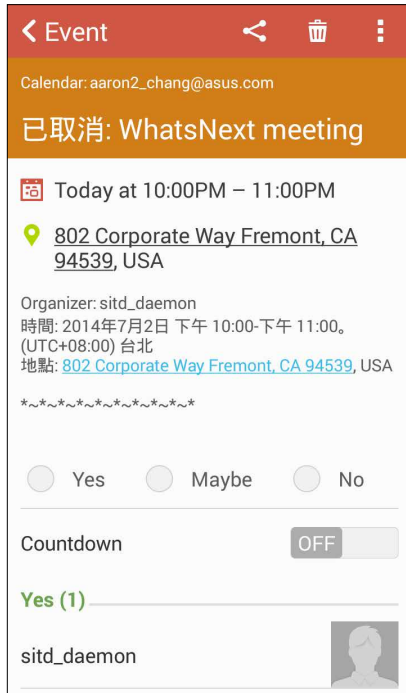 Event
Calendar: aaron2_chang@asus.com
已取消: WhatsNext meeting
Today at 10:00PM – 11:00PM
802 Corporate Way Fremont, CA
94539, USA
Organizer: sitd_daemon
時間: 2014年7月2日 下午 10:00-下午 11:00。
(UTC+08:00) 台北
地點: 802 Corporate Way Fremont, CA 94539, USA
*~*~*~*~*~*~*~*~*~*
Yes Maybe No
Countdown OFF
Yes (1)
sitd_daemon